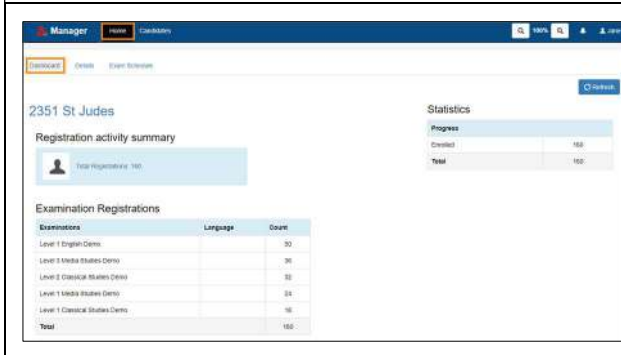 Manager Home Candidates 100% Jane
Dashboard Details Exam Schedule
Refresh
2351 St Judes
Registration activity summary
Total Registrations: 160
Examination Registrations
Examinations Language Count
Level 1 English Demo 50
Level 3 Media Studies Demo 36
Level 2 Classical Studies Demo 32
Level 1 Media Studies Demo 24
Level 1 Classical Studies Demo
Total 160
Statistics
Progress
Enrolled 160
Total 160